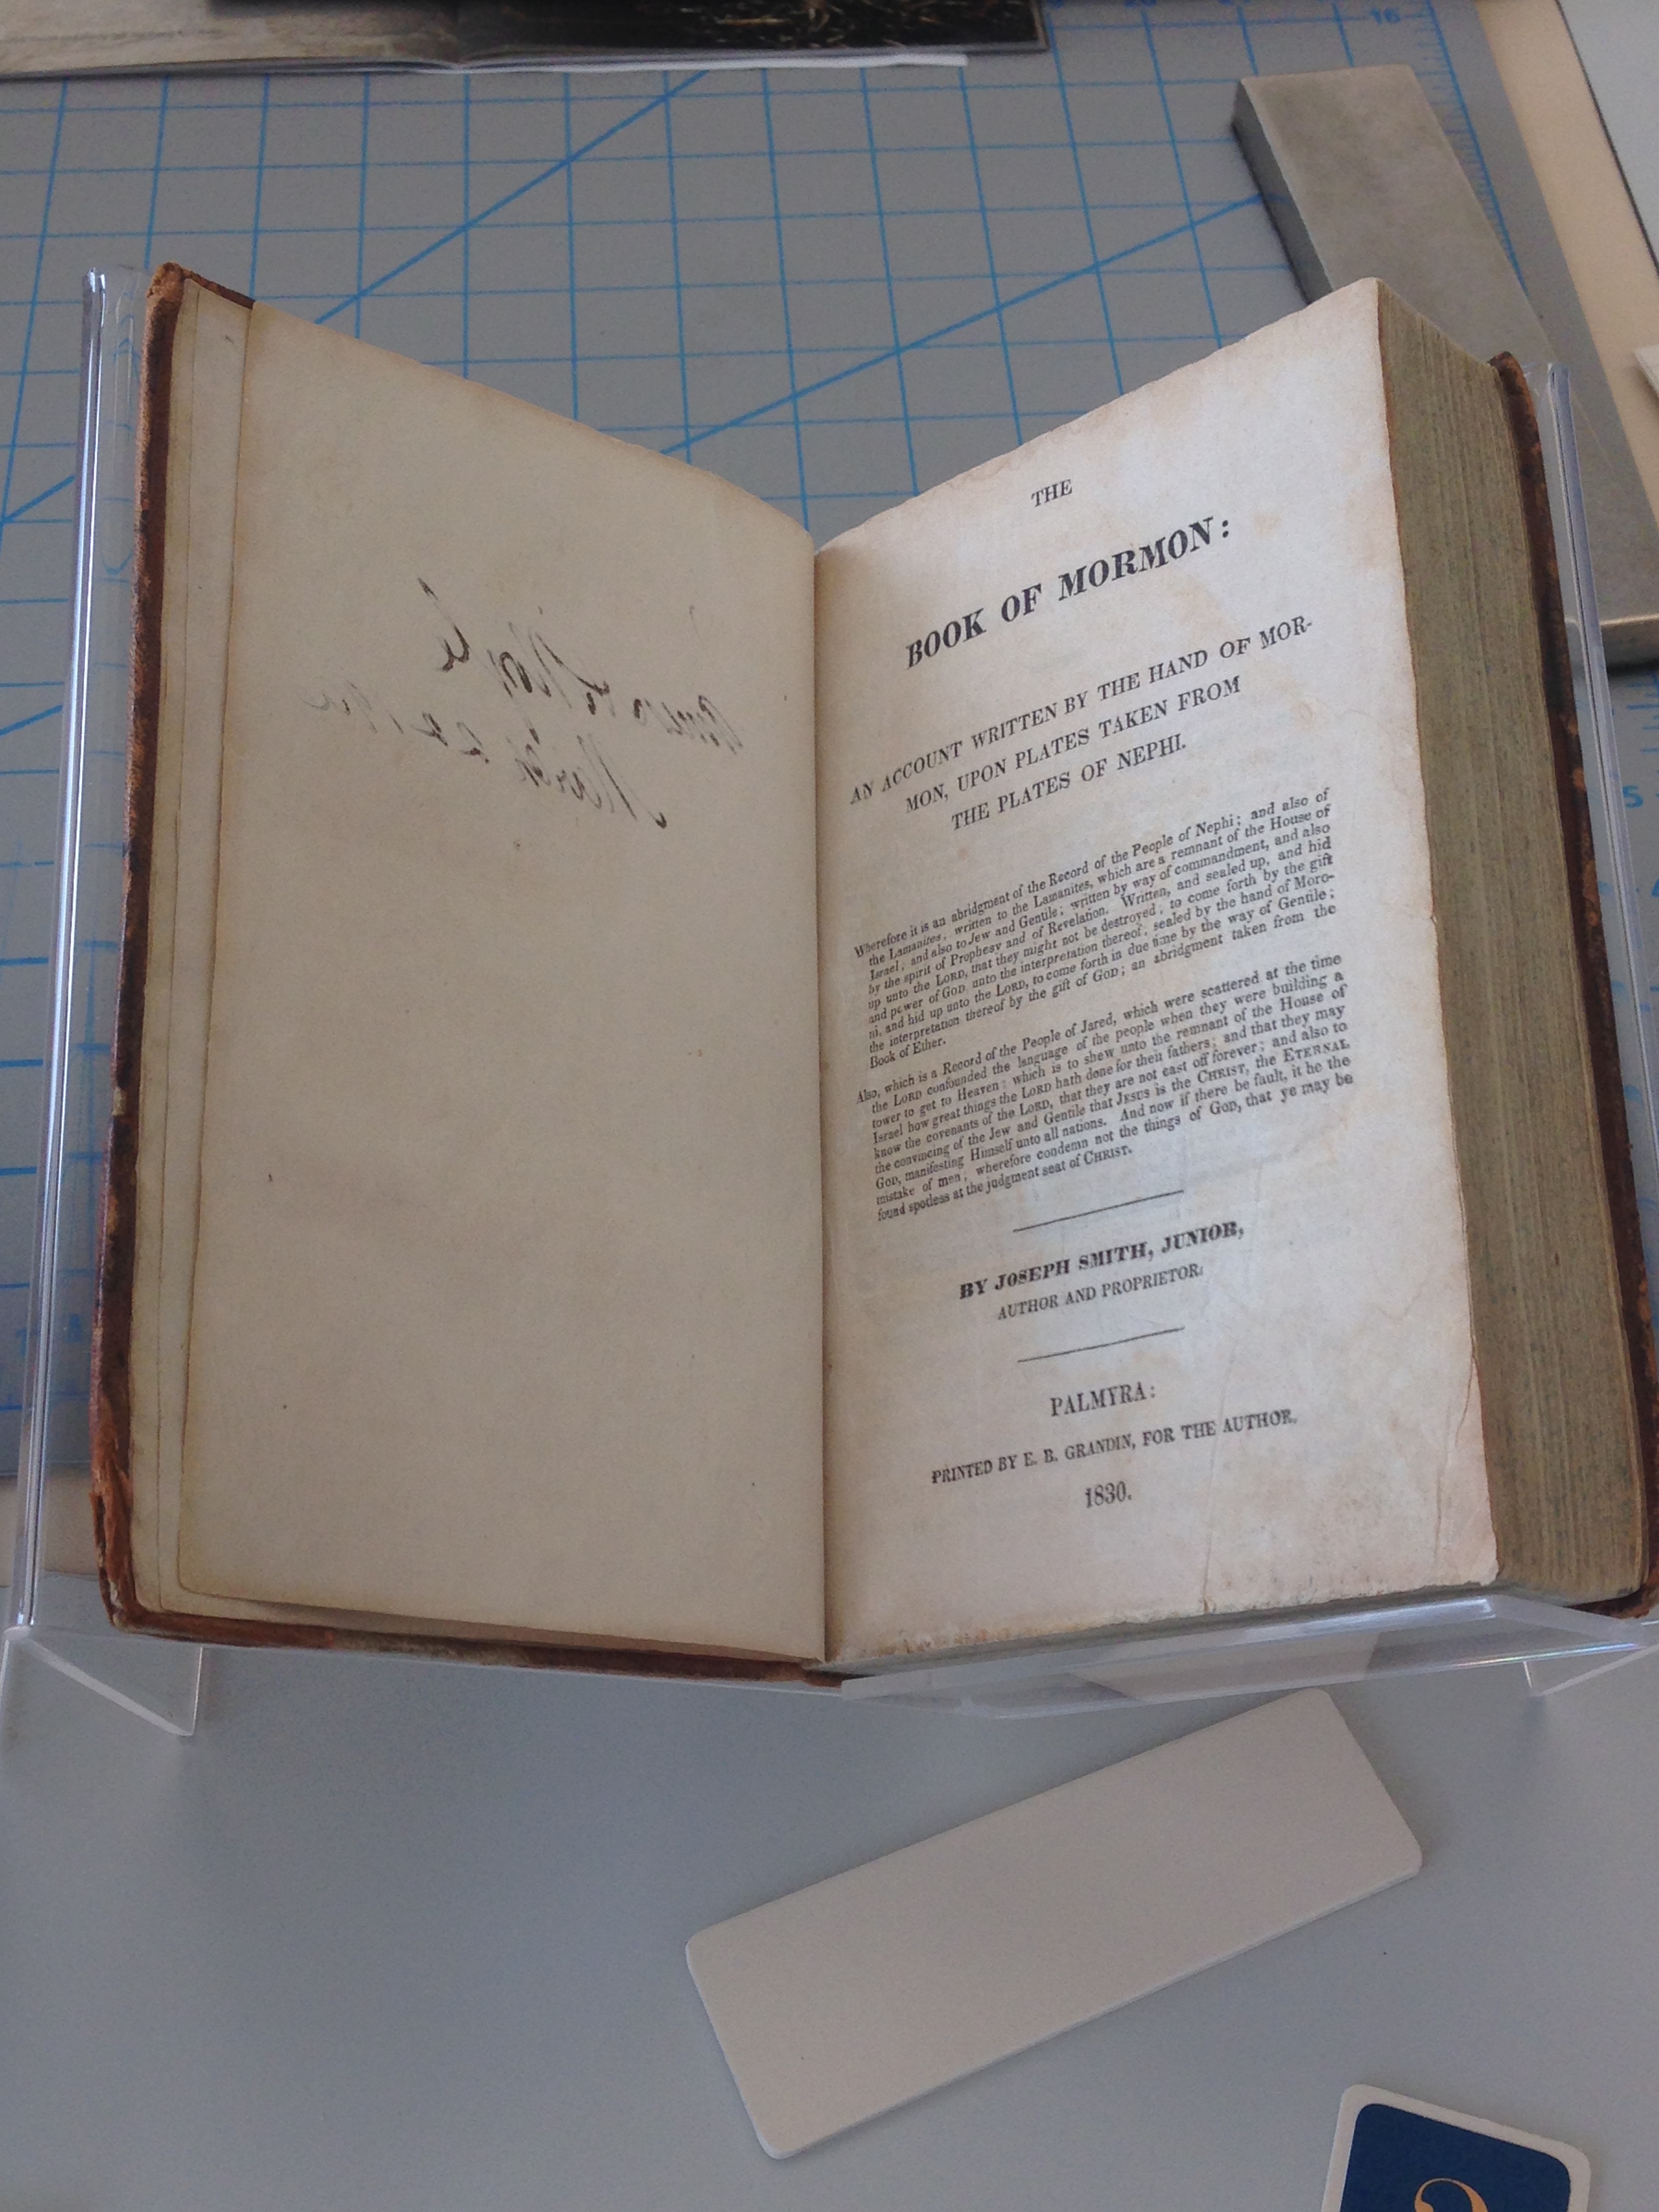 THE
BOOK OF MORMON:
AN ACCOUNT WRITTEN BY THE HAND OF MOR-
MON, UPON PLATES TAKEN FROM
THE PLATES OF NEPHI.
Wherefore it is an abridgment of the Record of the People of Nephi; and also of
the Lamanites; written to the Lamanites, which are a remnant of the House of
Israel; and also to Jew and Gentile; written by way of commandment, and also
by the spirit of Prophesy and of Revelation. Written, and sealed up, and hid
up unto the LORD, that they might not be destroyed; to come forth by the gift
and power of GOD, unto the interpretation thereof; sealed by the hand of Moro-
ni, and hid up unto the LORD, to come forth in due time by the way of Gentile;
the interpretation thereof by the gift of GOD; an abridgment taken from the
Book of Ether.
Also, which is a Record of the People of Jared, which were scattered at the time
the LORD confounded the language of the people when they were building a
tower to get to Heaven: which is to shew unto the remnant of the House of
Israel how great things the LORD hath done for their fathers; and that they may
know the covenants of the LORD, that they are not cast off forever; and also to
the convincing of the Jew and Gentile that JESUS is the CHRIST, the ETERNAL
GOD, manifesting Himself unto all nations. And now if there be fault, it be the
mistake of men; wherefore condemn not the things of GOD, that ye may be
found spotless at the judgment seat of CHRIST.
BY JOSEPH SMITH, JUNIOR,
AUTHOR AND PROPRIETOR.
PALMYRA:
PRINTED BY E. B. GRANDIN, FOR THE AUTHOR.
1830.